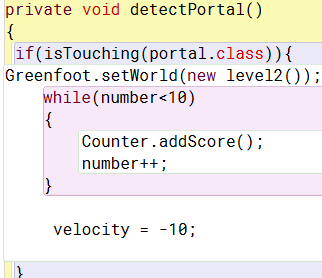 private void detectPortal()
{
if(isTouching(portal.class)){
Greenfoot.setWorld(new level2());
while(number<10)
{
Counter.addScore();
number++;
}
velocity = -10;
}